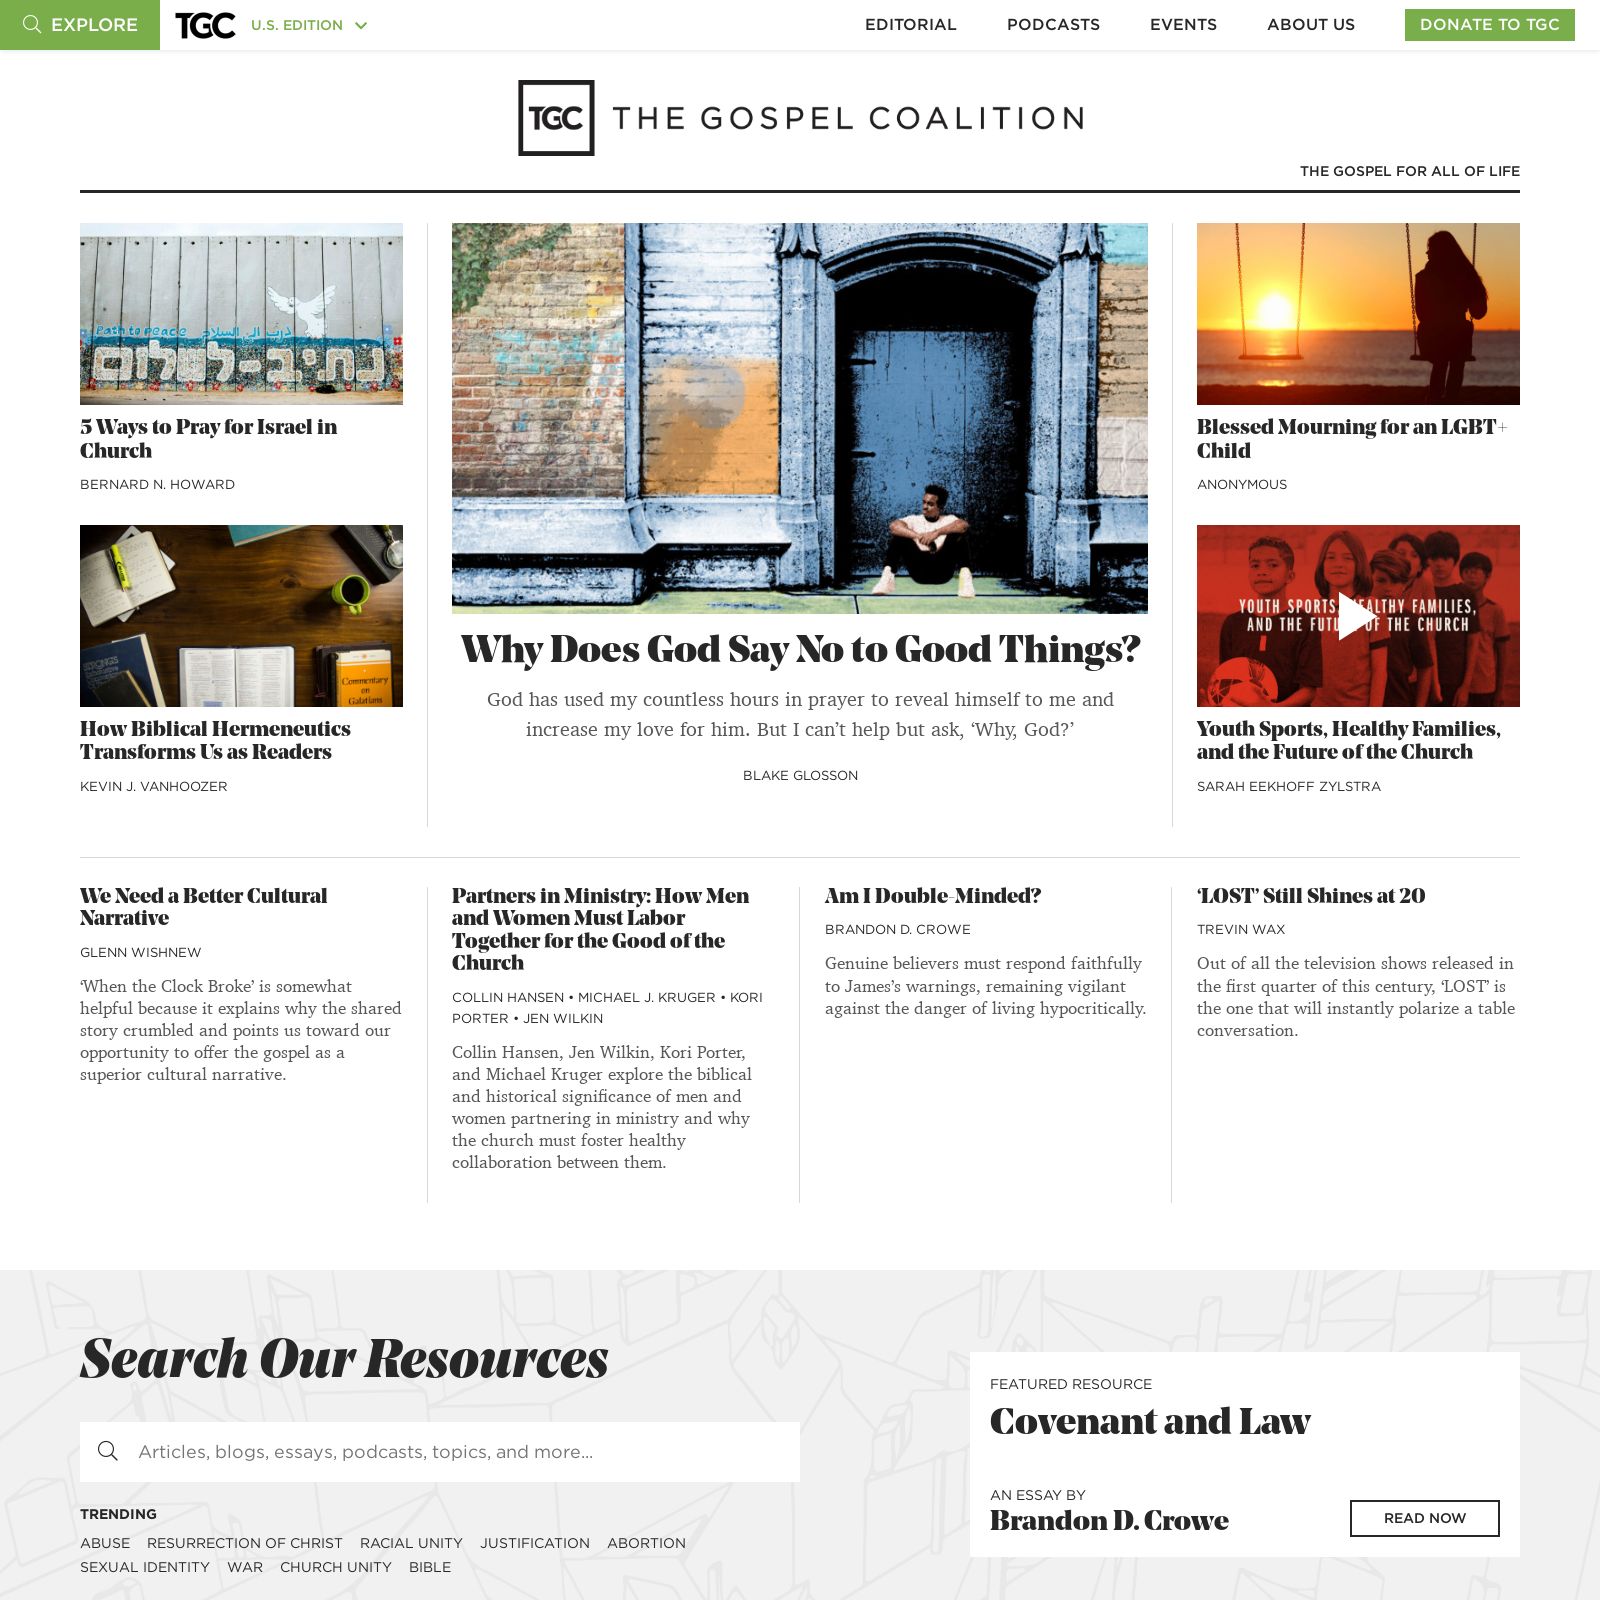 EXPLORE
TGC
U.S. EDITION
EDITORIAL
PODCASTS
EVENTS
ABOUT US
DONATE TO TGC
TGC THE GOSPEL COALITION
THE GOSPEL FOR ALL OF LIFE
Path to peace درب الى السلام
נתיב-לשלום
5 Ways to Pray for Israel in
Church
BERNARD N. HOWARD
STRONGS
Commentary
on
Galatians
How Biblical Hermeneutics
Transforms Us as Readers
KEVIN J. VANHOOZER
Why Does God Say No to Good Things?
God has used my countless hours in prayer to reveal himself to me and
increase my love for him. But I can’t help but ask, ‘Why, God?’
BLAKE GLOSSON
Blessed Mourning for an LGBT+
Child
ANONYMOUS
YOUTH SPORTS, HEALTHY FAMILIES,
AND THE FUTURE OF THE CHURCH
Youth Sports, Healthy Families,
and the Future of the Church
SARAH EEKHOFF ZYLSTRA
We Need a Better Cultural
Narrative
GLENN WISHNEW
‘When the Clock Broke’ is somewhat
helpful because it explains why the shared
story crumbled and points us toward our
opportunity to offer the gospel as a
superior cultural narrative.
Partners in Ministry: How Men
and Women Must Labor
Together for the Good of the
Church
COLLIN HANSEN • MICHAEL J. KRUGER • KORI
PORTER • JEN WILKIN
Collin Hansen, Jen Wilkin, Kori Porter,
and Michael Kruger explore the biblical
and historical significance of men and
women partnering in ministry and why
the church must foster healthy
collaboration between them.
Am I Double-Minded?
BRANDON D. CROWE
Genuine believers must respond faithfully
to James’s warnings, remaining vigilant
against the danger of living hypocritically.
‘LOST’ Still Shines at 20
TREVIN WAX
Out of all the television shows released in
the first quarter of this century, ‘LOST’ is
the one that will instantly polarize a table
conversation.
Search Our Resources
Articles, blogs, essays, podcasts, topics, and more...
TRENDING
ABUSE RESURRECTION OF CHRIST RACIAL UNITY JUSTIFICATION ABORTION
SEXUAL IDENTITY WAR CHURCH UNITY BIBLE
FEATURED RESOURCE
Covenant and Law
AN ESSAY BY
Brandon D. Crowe
READ NOW